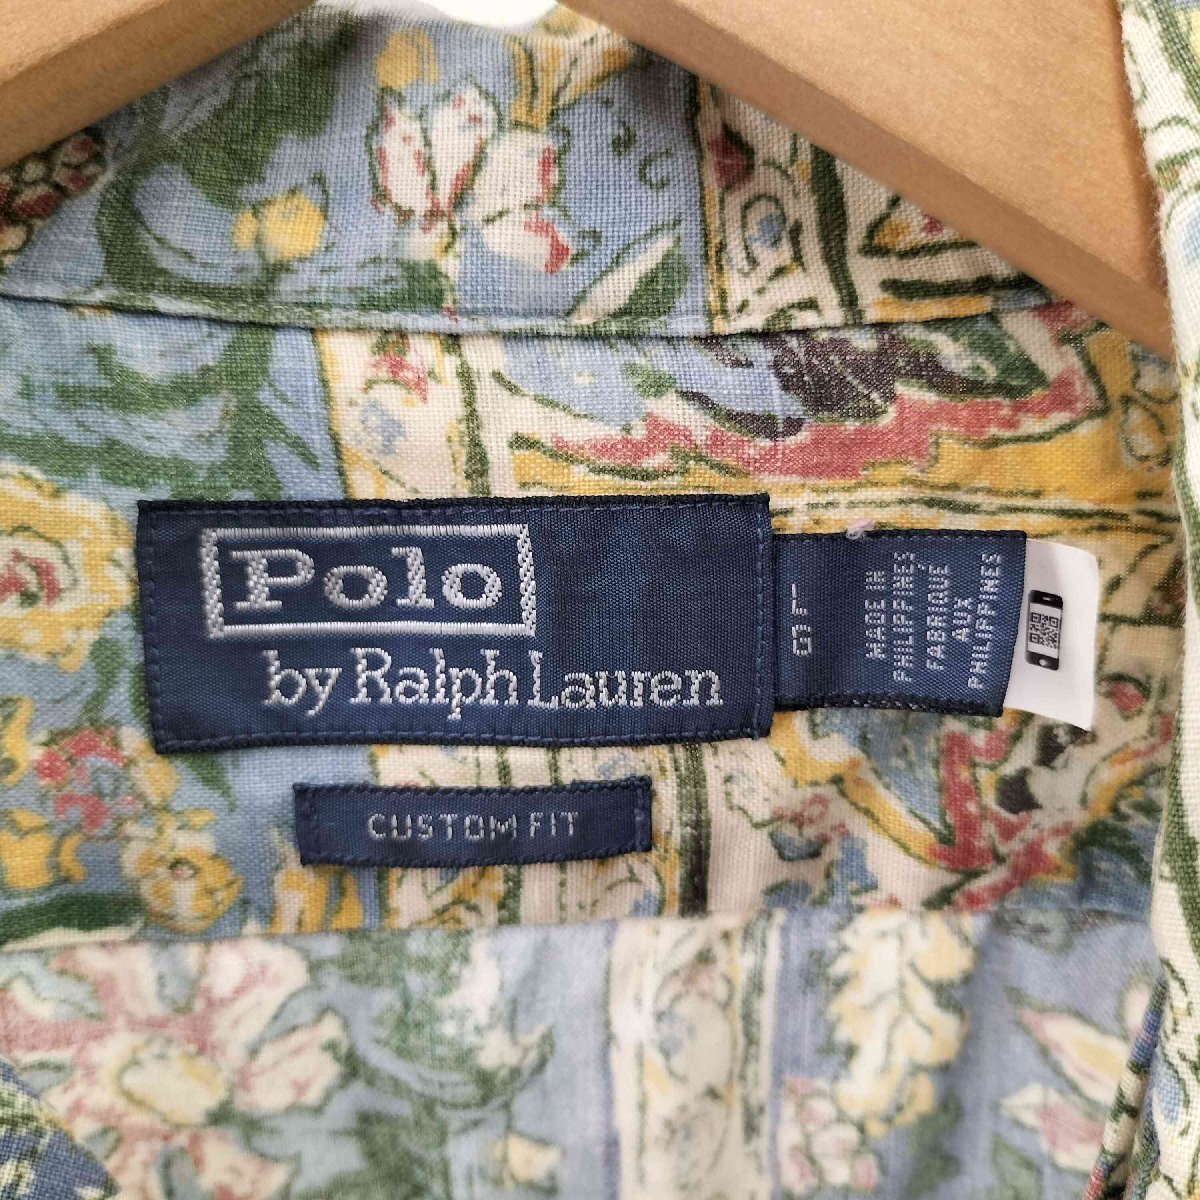 Polo
by Ralph Lauren
MADE IN
PHILIPPINES
FABRIQUÉ
AUX
PHILIPPINES
CUSTOM FIT